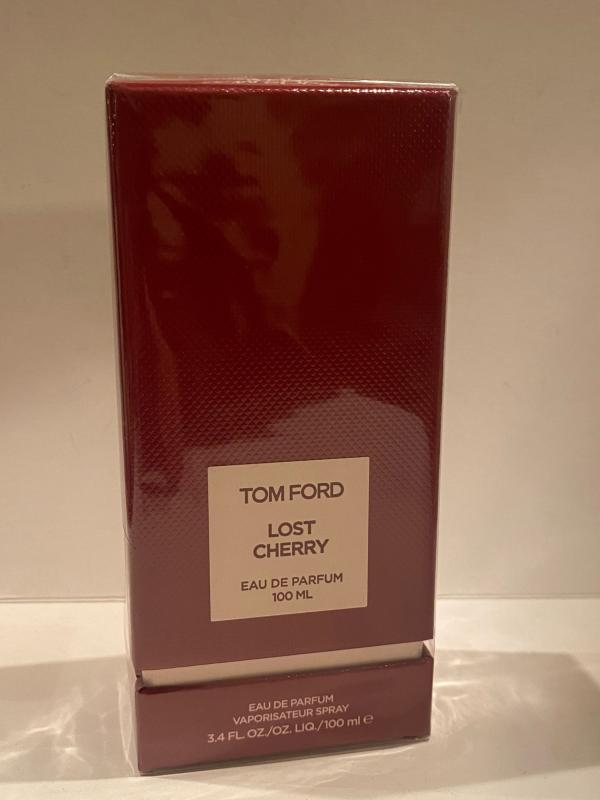 TOM FORD
LOST
CHERRY
EAU DE PARFUM
100 ML
EAU DE PARFUM
VAPORISATEUR SPRAY
3.4 FL. OZ./OZ. LIQ./100 ml ℮